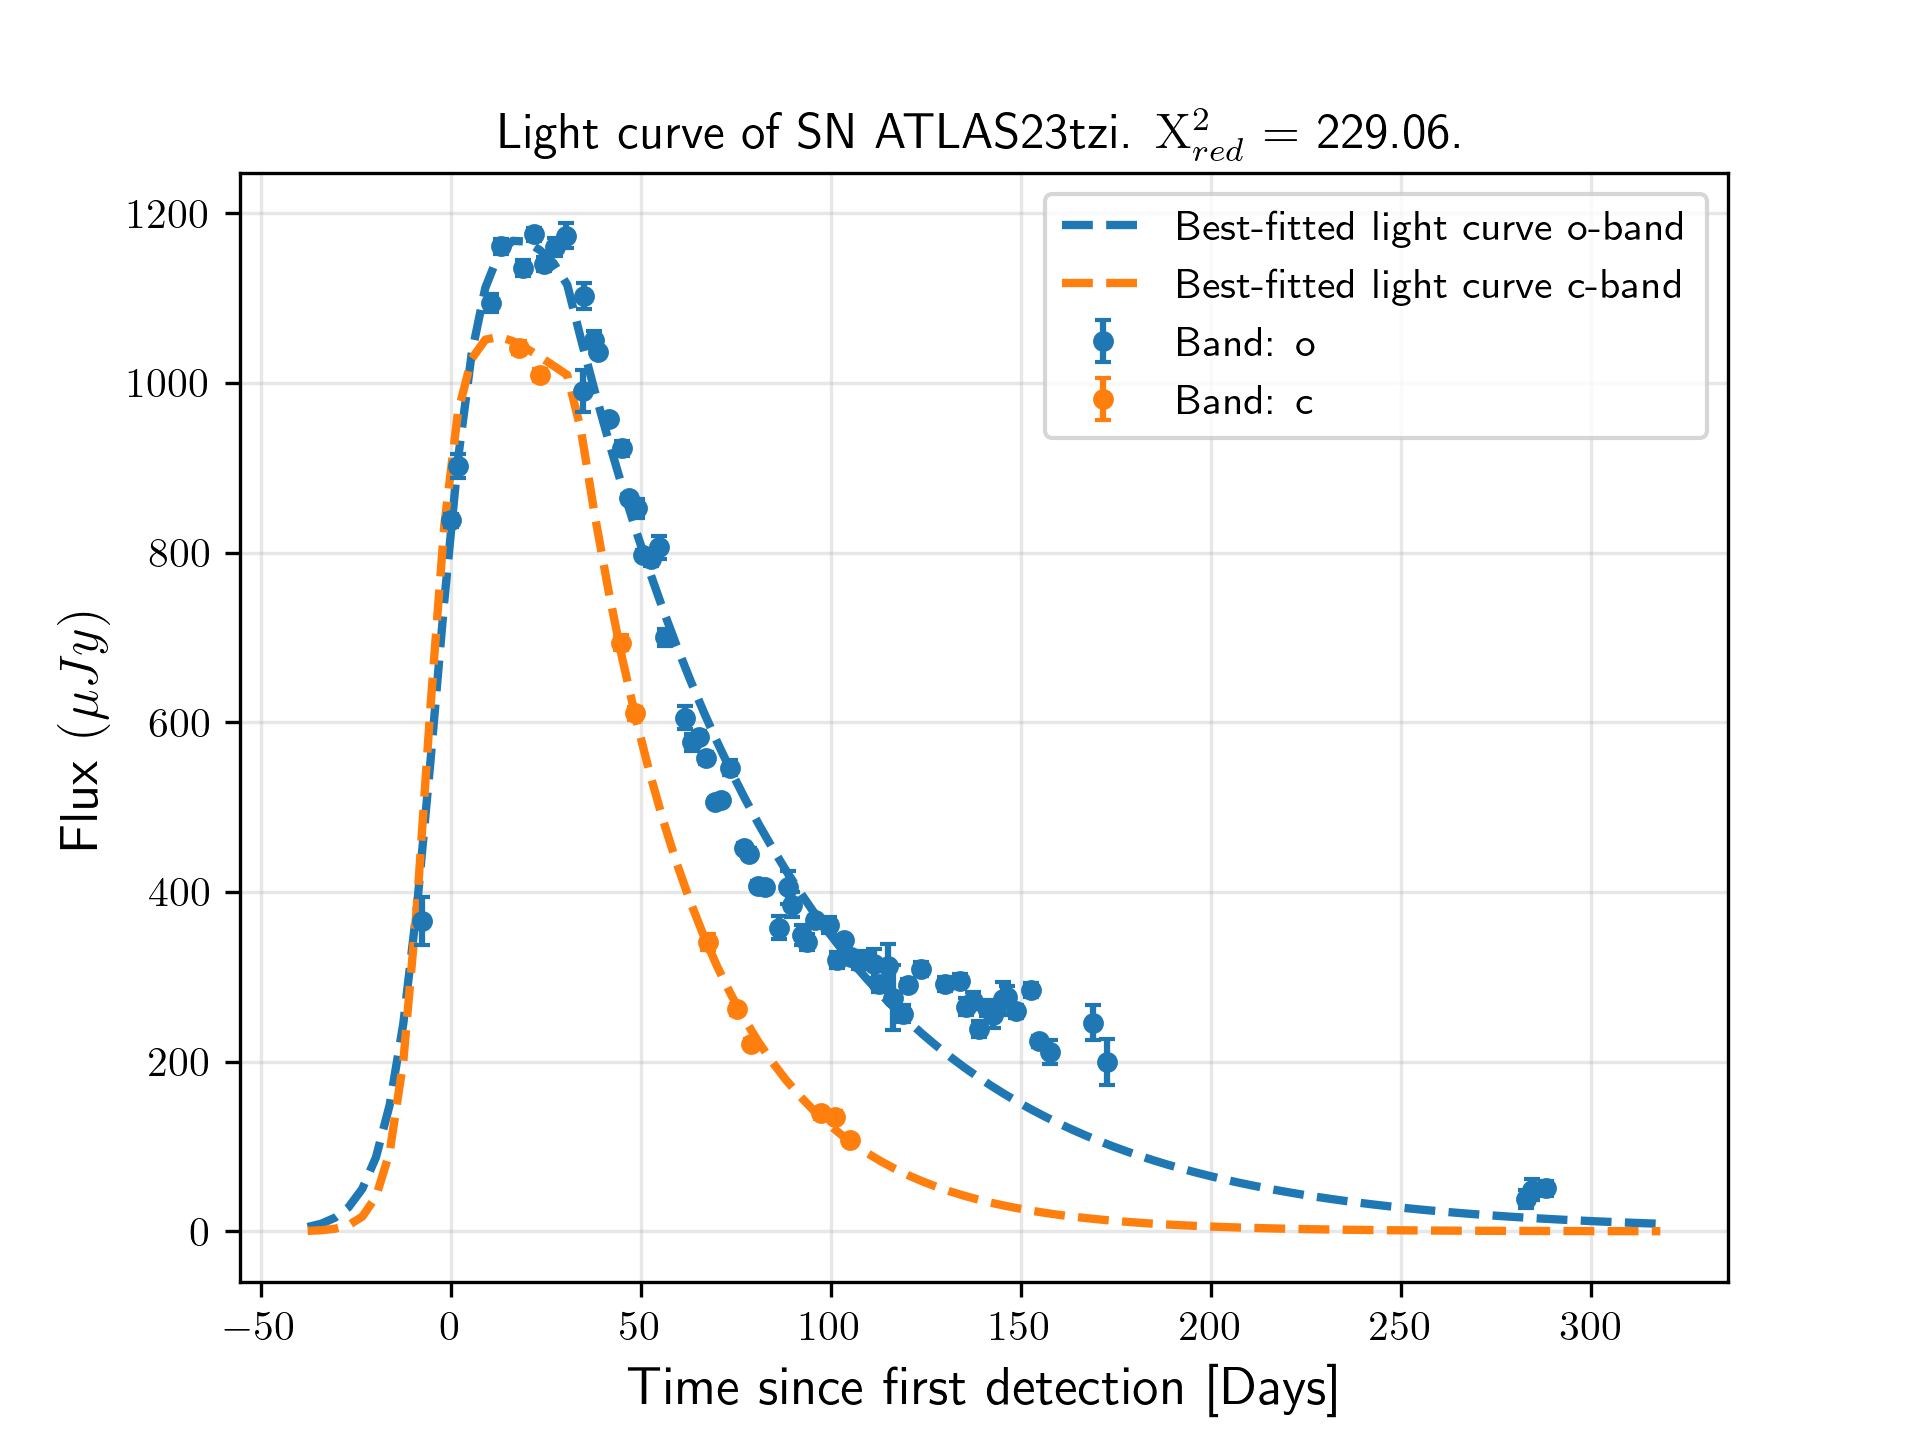 Light curve of SN ATLAS23tzi. X²_red = 229.06.
Best-fitted light curve o-band
Best-fitted light curve c-band
Band: o
Band: c
1200
1000
800
600
400
200
0
Flux (μJy)
−50 0 50 100 150 200 250 300
Time since first detection [Days]